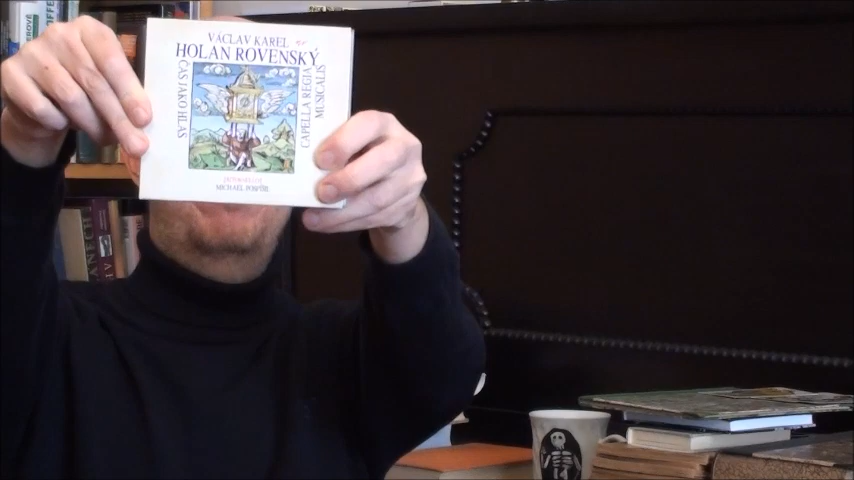 VÁCLAV KAREL
HOLAN ROVENSKÝ
ČAS JAKO HLAS
CAPELLA REGIA
MUSICALIS
MICHAEL POSPÍŠIL